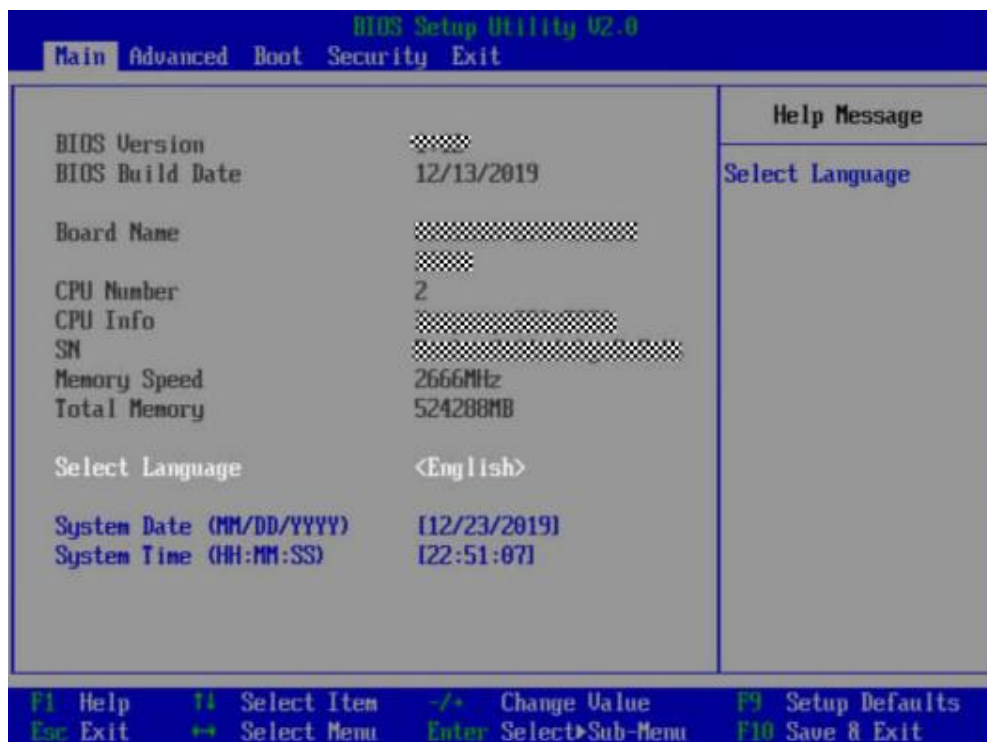 BIOS Setup Utility V2.0
Main Advanced Boot Security Exit
BIOS Version
BIOS Build Date 12/13/2019
Board Name
CPU Number 2
CPU Info
SN
Memory Speed 2666MHz
Total Memory 524288MB
Select Language <English>
System Date (MM/DD/YYYY) [12/23/2019]
System Time (HH:MM:SS) [22:51:07]
Help Message
Select Language
F1 Help ↑↓ Select Item -/+ Change Value F9 Setup Defaults
Esc Exit ↔ Select Menu Enter Select▶Sub-Menu F10 Save & Exit